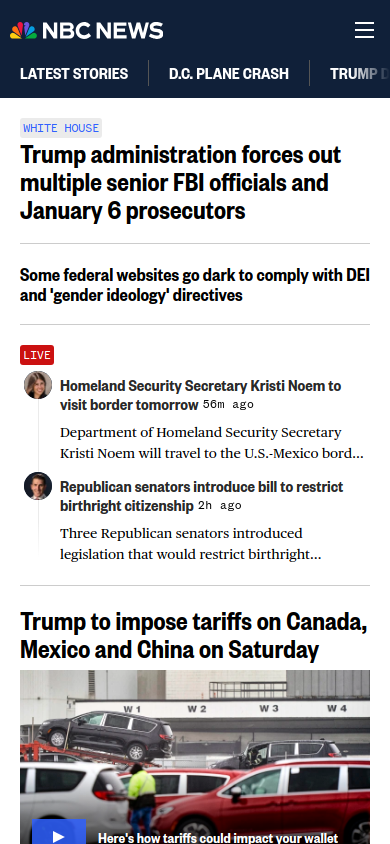 NBC NEWS
LATEST STORIES
D.C. PLANE CRASH
TRUMP D
WHITE HOUSE
Trump administration forces out
multiple senior FBI officials and
January 6 prosecutors
Some federal websites go dark to comply with DEI
and 'gender ideology' directives
LIVE
Homeland Security Secretary Kristi Noem to
visit border tomorrow 56m ago
Department of Homeland Security Secretary
Kristi Noem will travel to the U.S.-Mexico bord...
Republican senators introduce bill to restrict
birthright citizenship 2h ago
Three Republican senators introduced
legislation that would restrict birthright...
Trump to impose tariffs on Canada,
Mexico and China on Saturday
W 1 W 2 W 3 W 4
Here's how tariffs could impact your wallet